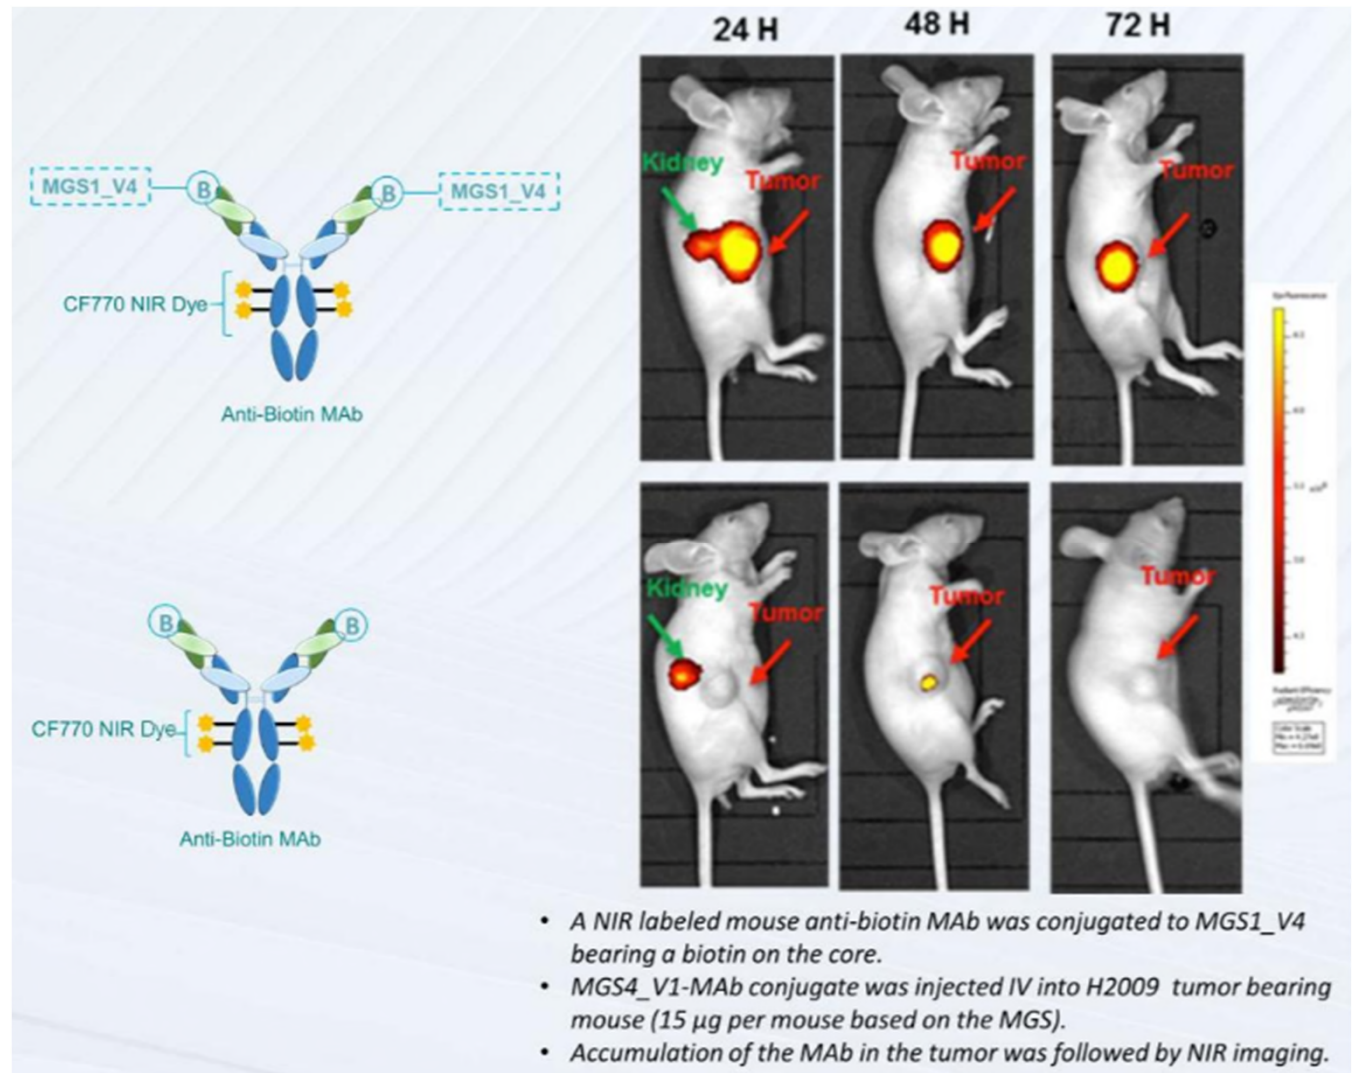 24 H
48 H
72 H
Kidney
Tumor
Tumor
Tumor
MGS1_V4
B
B
MGS1_V4
CF770 NIR Dye
Anti-Biotin MAb
Kidney
Tumor
Tumor
Tumor
B
B
CF770 NIR Dye
Anti-Biotin MAb
• A NIR labeled mouse anti-biotin MAb was conjugated to MGS1_V4
bearing a biotin on the core.
• MGS4_V1-MAb conjugate was injected IV into H2009 tumor bearing
mouse (15 µg per mouse based on the MGS).
• Accumulation of the MAb in the tumor was followed by NIR imaging.